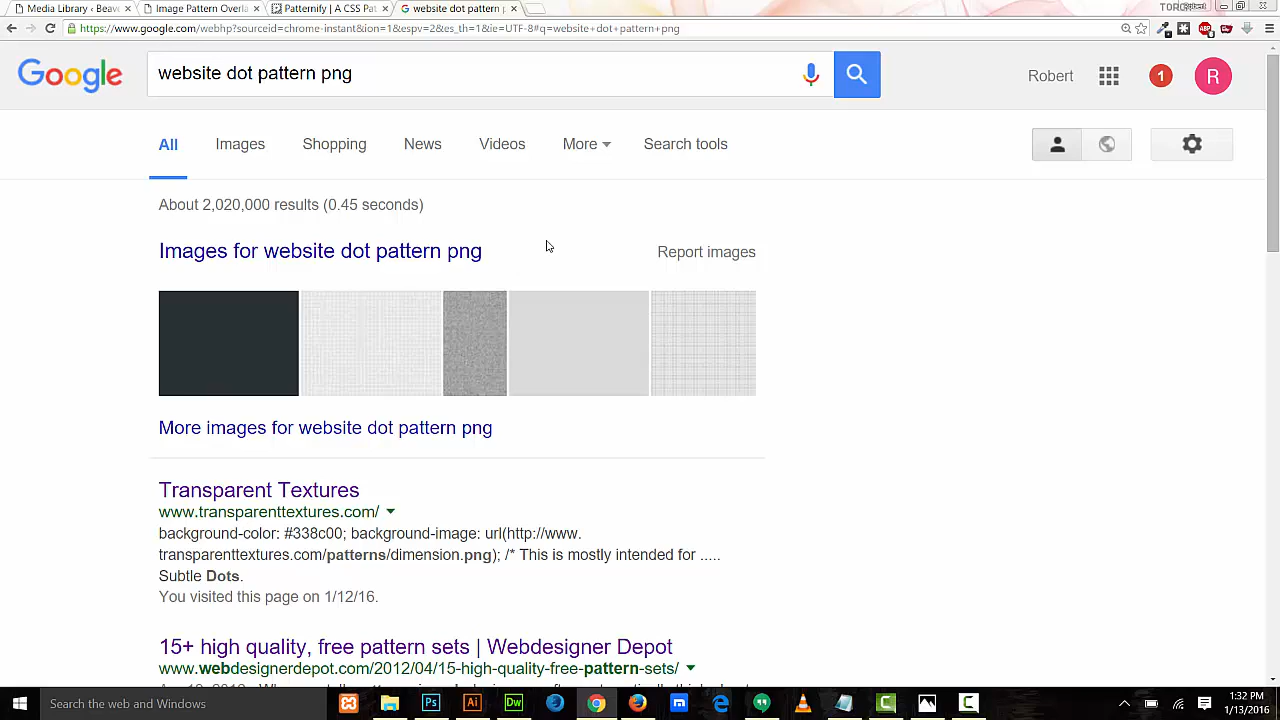 Media Library ‹ Beav
Image Pattern Overla
Patternify | A CSS Pat
website dot pattern p
https://www.google.com/webhp?sourceid=chrome-instant&ion=1&espv=2&es_th=1&ie=UTF-8#q=website+dot+pattern+png
Google
website dot pattern png
Robert
1
R
All
Images
Shopping
News
Videos
More
Search tools
About 2,020,000 results (0.45 seconds)
Images for website dot pattern png
Report images
More images for website dot pattern png
Transparent Textures
www.transparenttextures.com/
background-color: #338c00; background-image: url(http://www.
transparenttextures.com/patterns/dimension.png); /* This is mostly intended for .....
Subtle Dots.
You visited this page on 1/12/16.
15+ high quality, free pattern sets | Webdesigner Depot
www.webdesignerdepot.com/2012/04/15-high-quality-free-pattern-sets/
Search the web and Windows
Ps
Ai
Dw
1:32 PM
1/13/2016